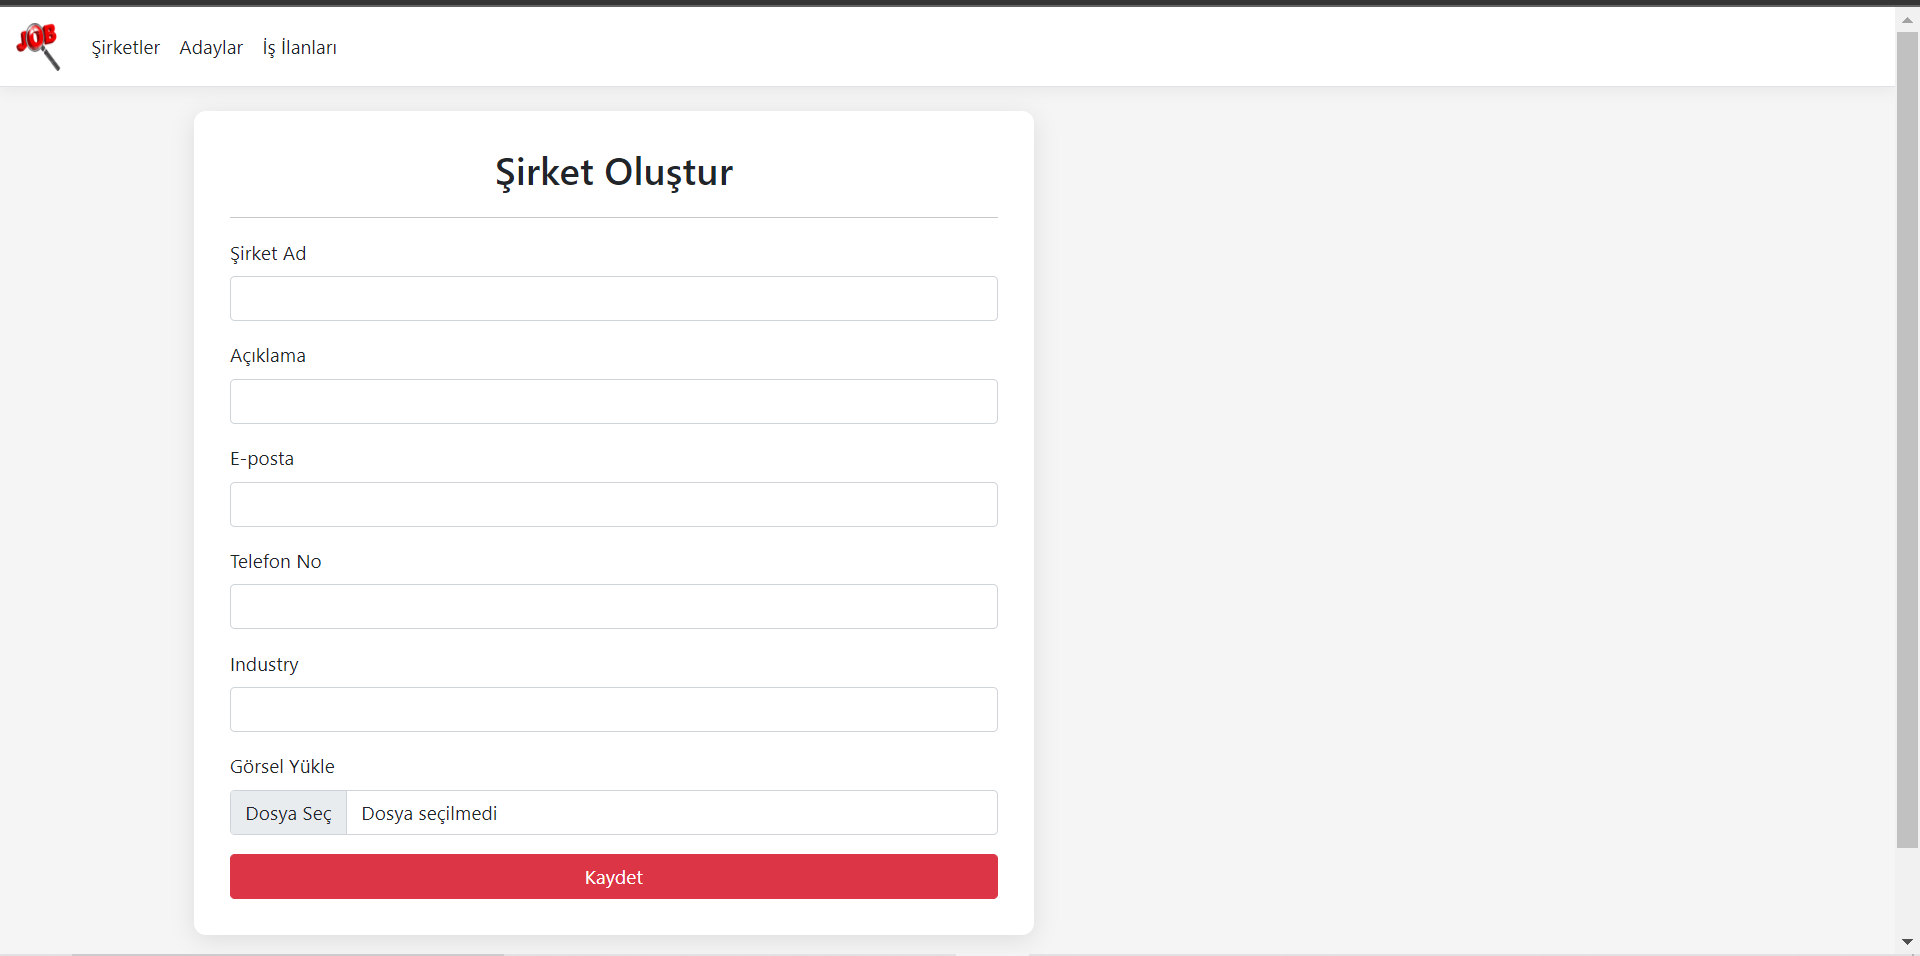 JOB
Şirketler Adaylar İş İlanları
Şirket Oluştur
Şirket Ad
Açıklama
E-posta
Telefon No
Industry
Görsel Yükle
Dosya Seç Dosya seçilmedi
Kaydet